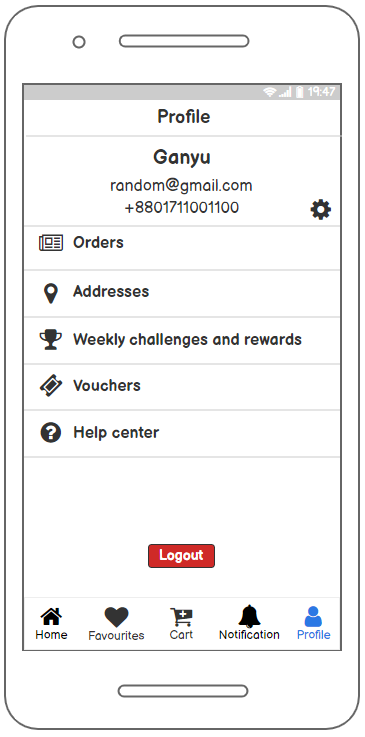 19:47
Profile
Ganyu
random@gmail.com
+8801711001100
Orders
Addresses
Weekly challenges and rewards
Vouchers
Help center
Logout
Home Favourites Cart Notification Profile